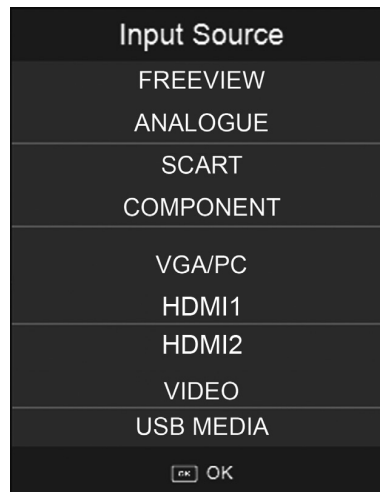 Input Source
FREEVIEW
ANALOGUE
SCART
COMPONENT
VGA/PC
HDMI1
HDMI2
VIDEO
USB MEDIA
OK OK